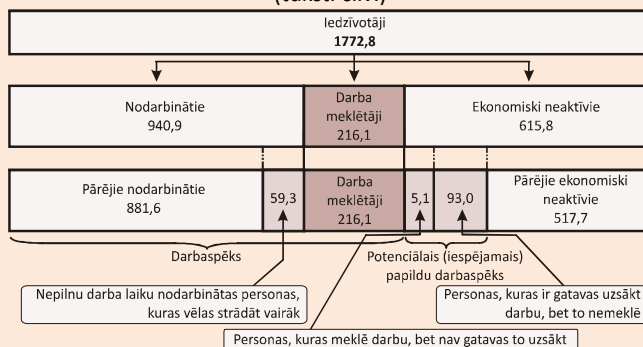 Iedzīvotāji
1772,8
Nodarbinātie
940,9
Darba
meklētāji
216,1
Ekonomiski neaktīvie
615,8
Pārējie nodarbinātie
881,6
59,3
Darba
meklētāji
216,1
5,1
93,0
Pārējie ekonomiski
neaktīvie
517,7
Darbaspēks
Potenciālais (iespējamais)
papildu darbaspēks
Nepilnu darba laiku nodarbinātas personas,
kuras vēlas strādāt vairāk
Personas, kuras ir gatavas uzsākt
darbu, bet to nemeklē
Personas, kuras meklē darbu, bet nav gatavas to uzsākt